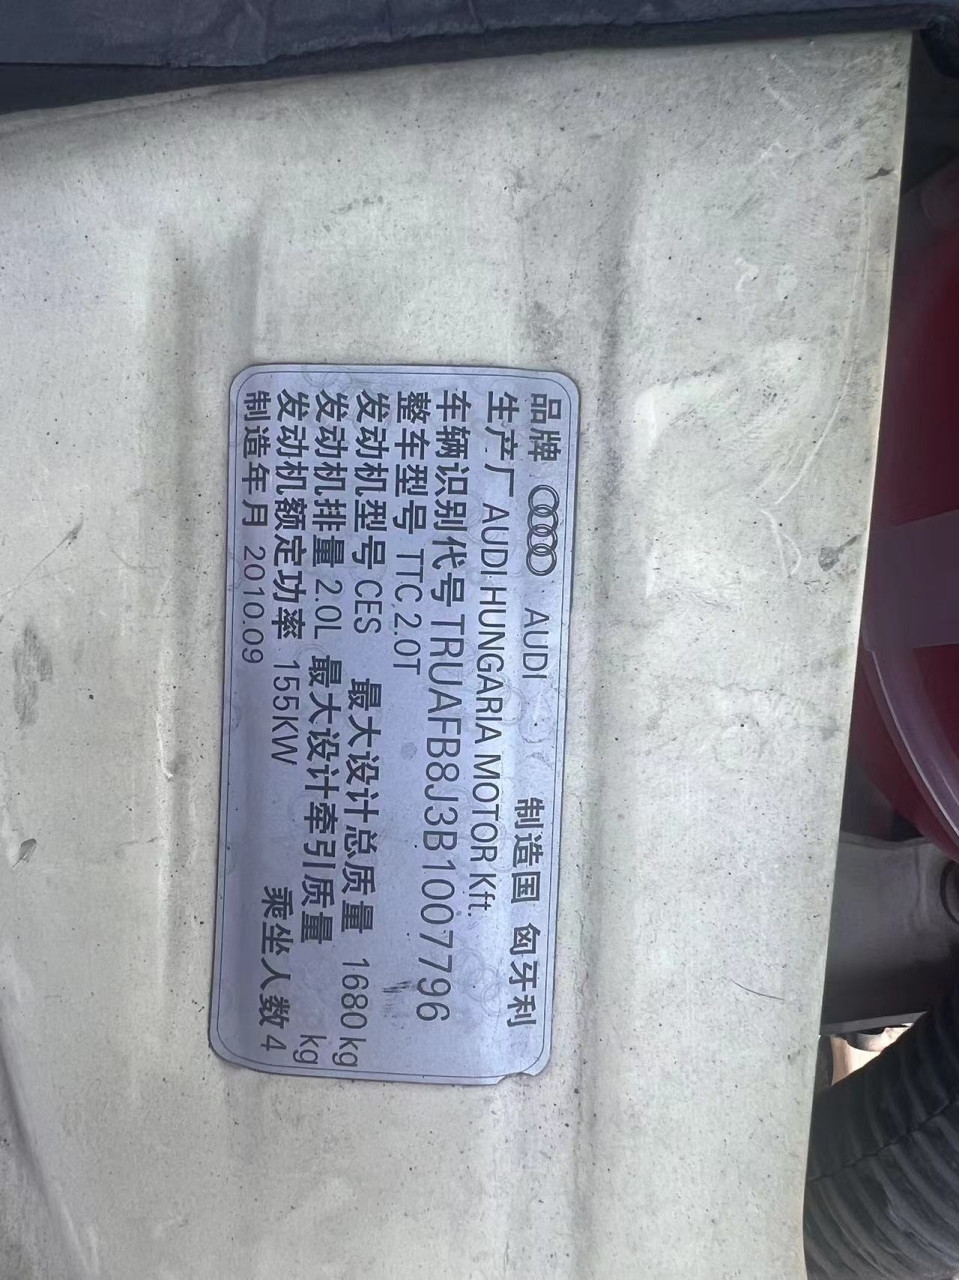 品牌 AUDI 制造国 匈牙利
生产厂 AUDI HUNGARIA MOTOR Kft.
车辆识别代号 TRUAFB8J3B1007796
整车型号 TTC 2.0T
发动机型号 CES 最大设计总质量 1680 kg
发动机排量 2.0L 最大设计牵引质量 kg
发动机额定功率 155KW 乘坐人数 4
制造年月 2010.09